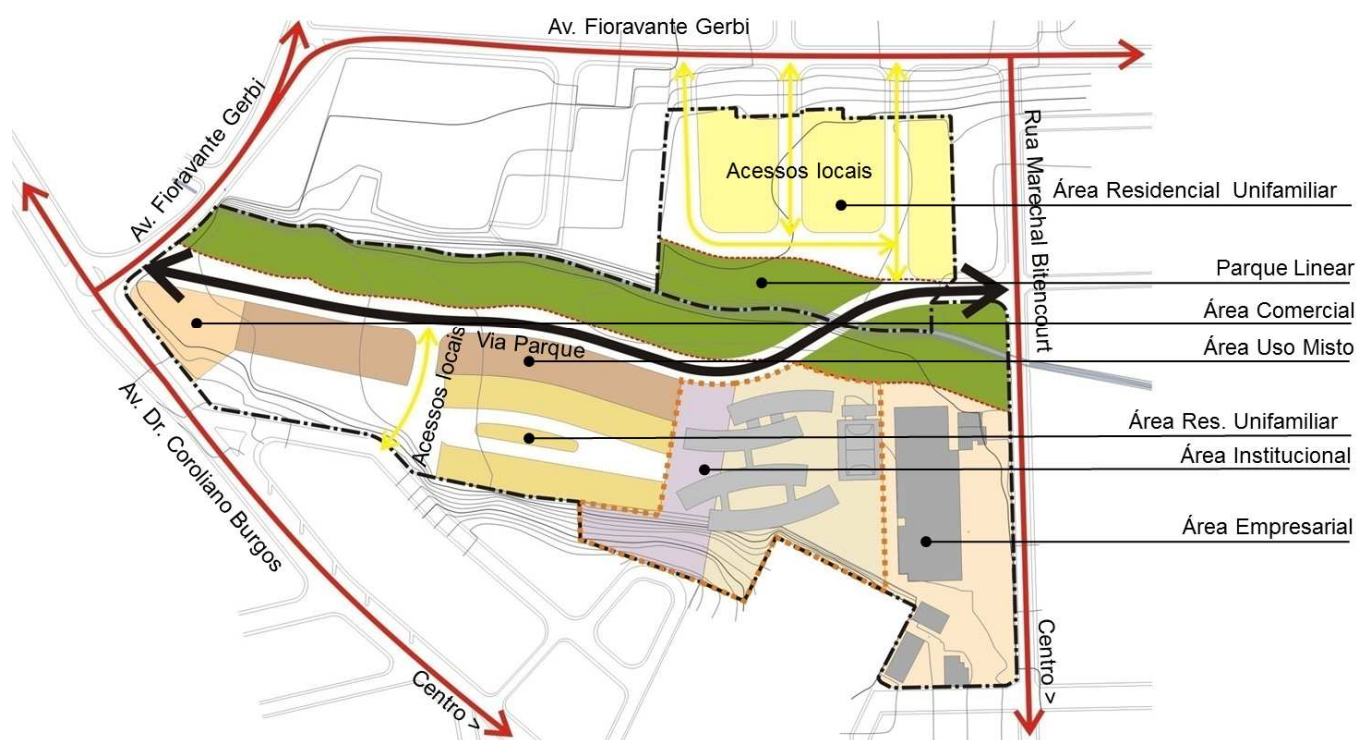 Av. Fioravante Gerbi
Av. Fioravante Gerbi
Rua Marechal Bitencourt
Acessos locais
Área Residencial Unifamiliar
Parque Linear
Área Comercial
Via Parque
Área Uso Misto
Acessos locais
Área Res. Unifamiliar
Área Institucional
Av. Dr. Coroliano Burgos
Área Empresarial
Centro >
Centro >